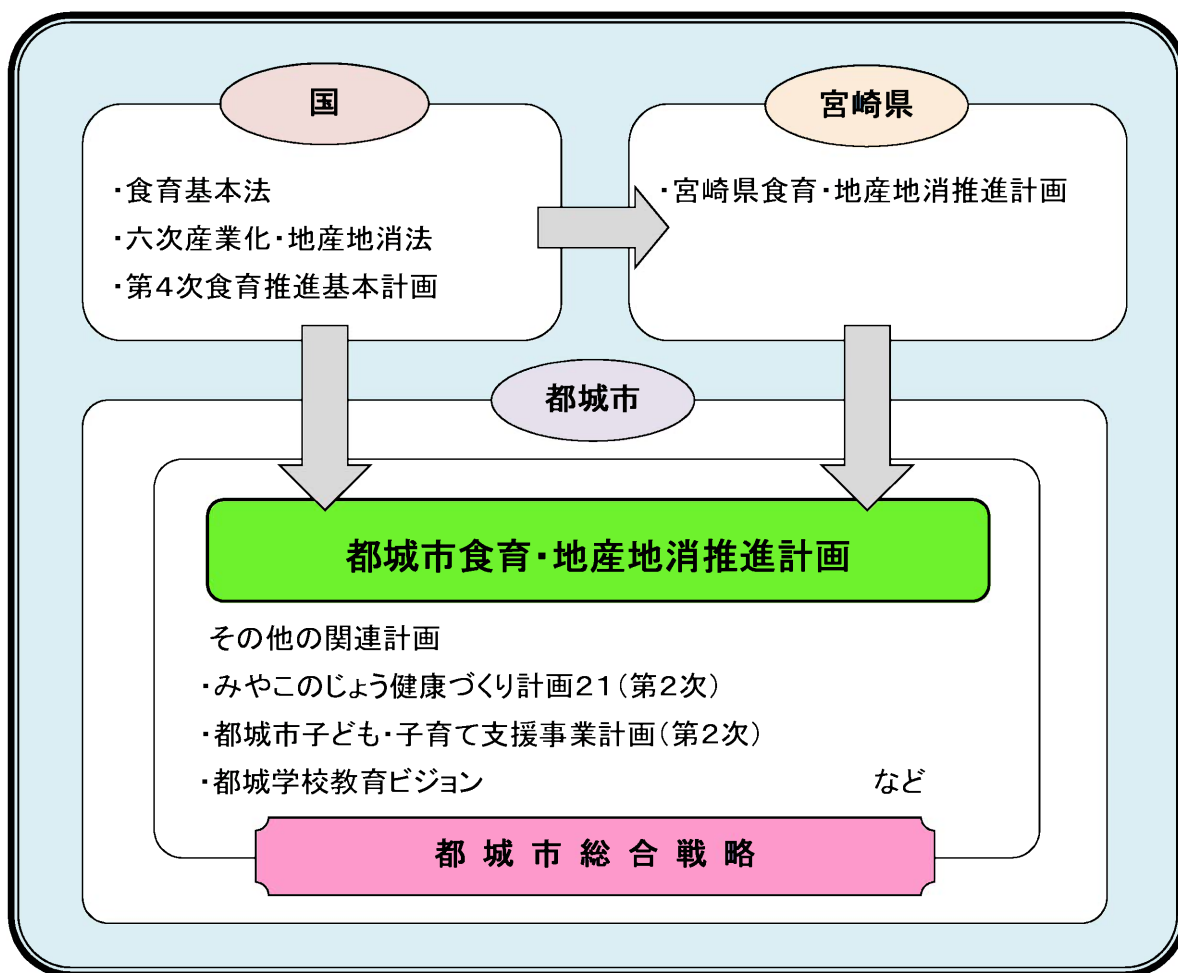 国
・食育基本法
・六次産業化・地産地消法
・第4次食育推進基本計画
宮崎県
・宮崎県食育・地産地消推進計画
都城市
都城市食育・地産地消推進計画
その他の関連計画
・みやこのじょう健康づくり計画21(第2次)
・都城市子ども・子育て支援事業計画(第2次)
・都城学校教育ビジョン など
都城市総合戦略